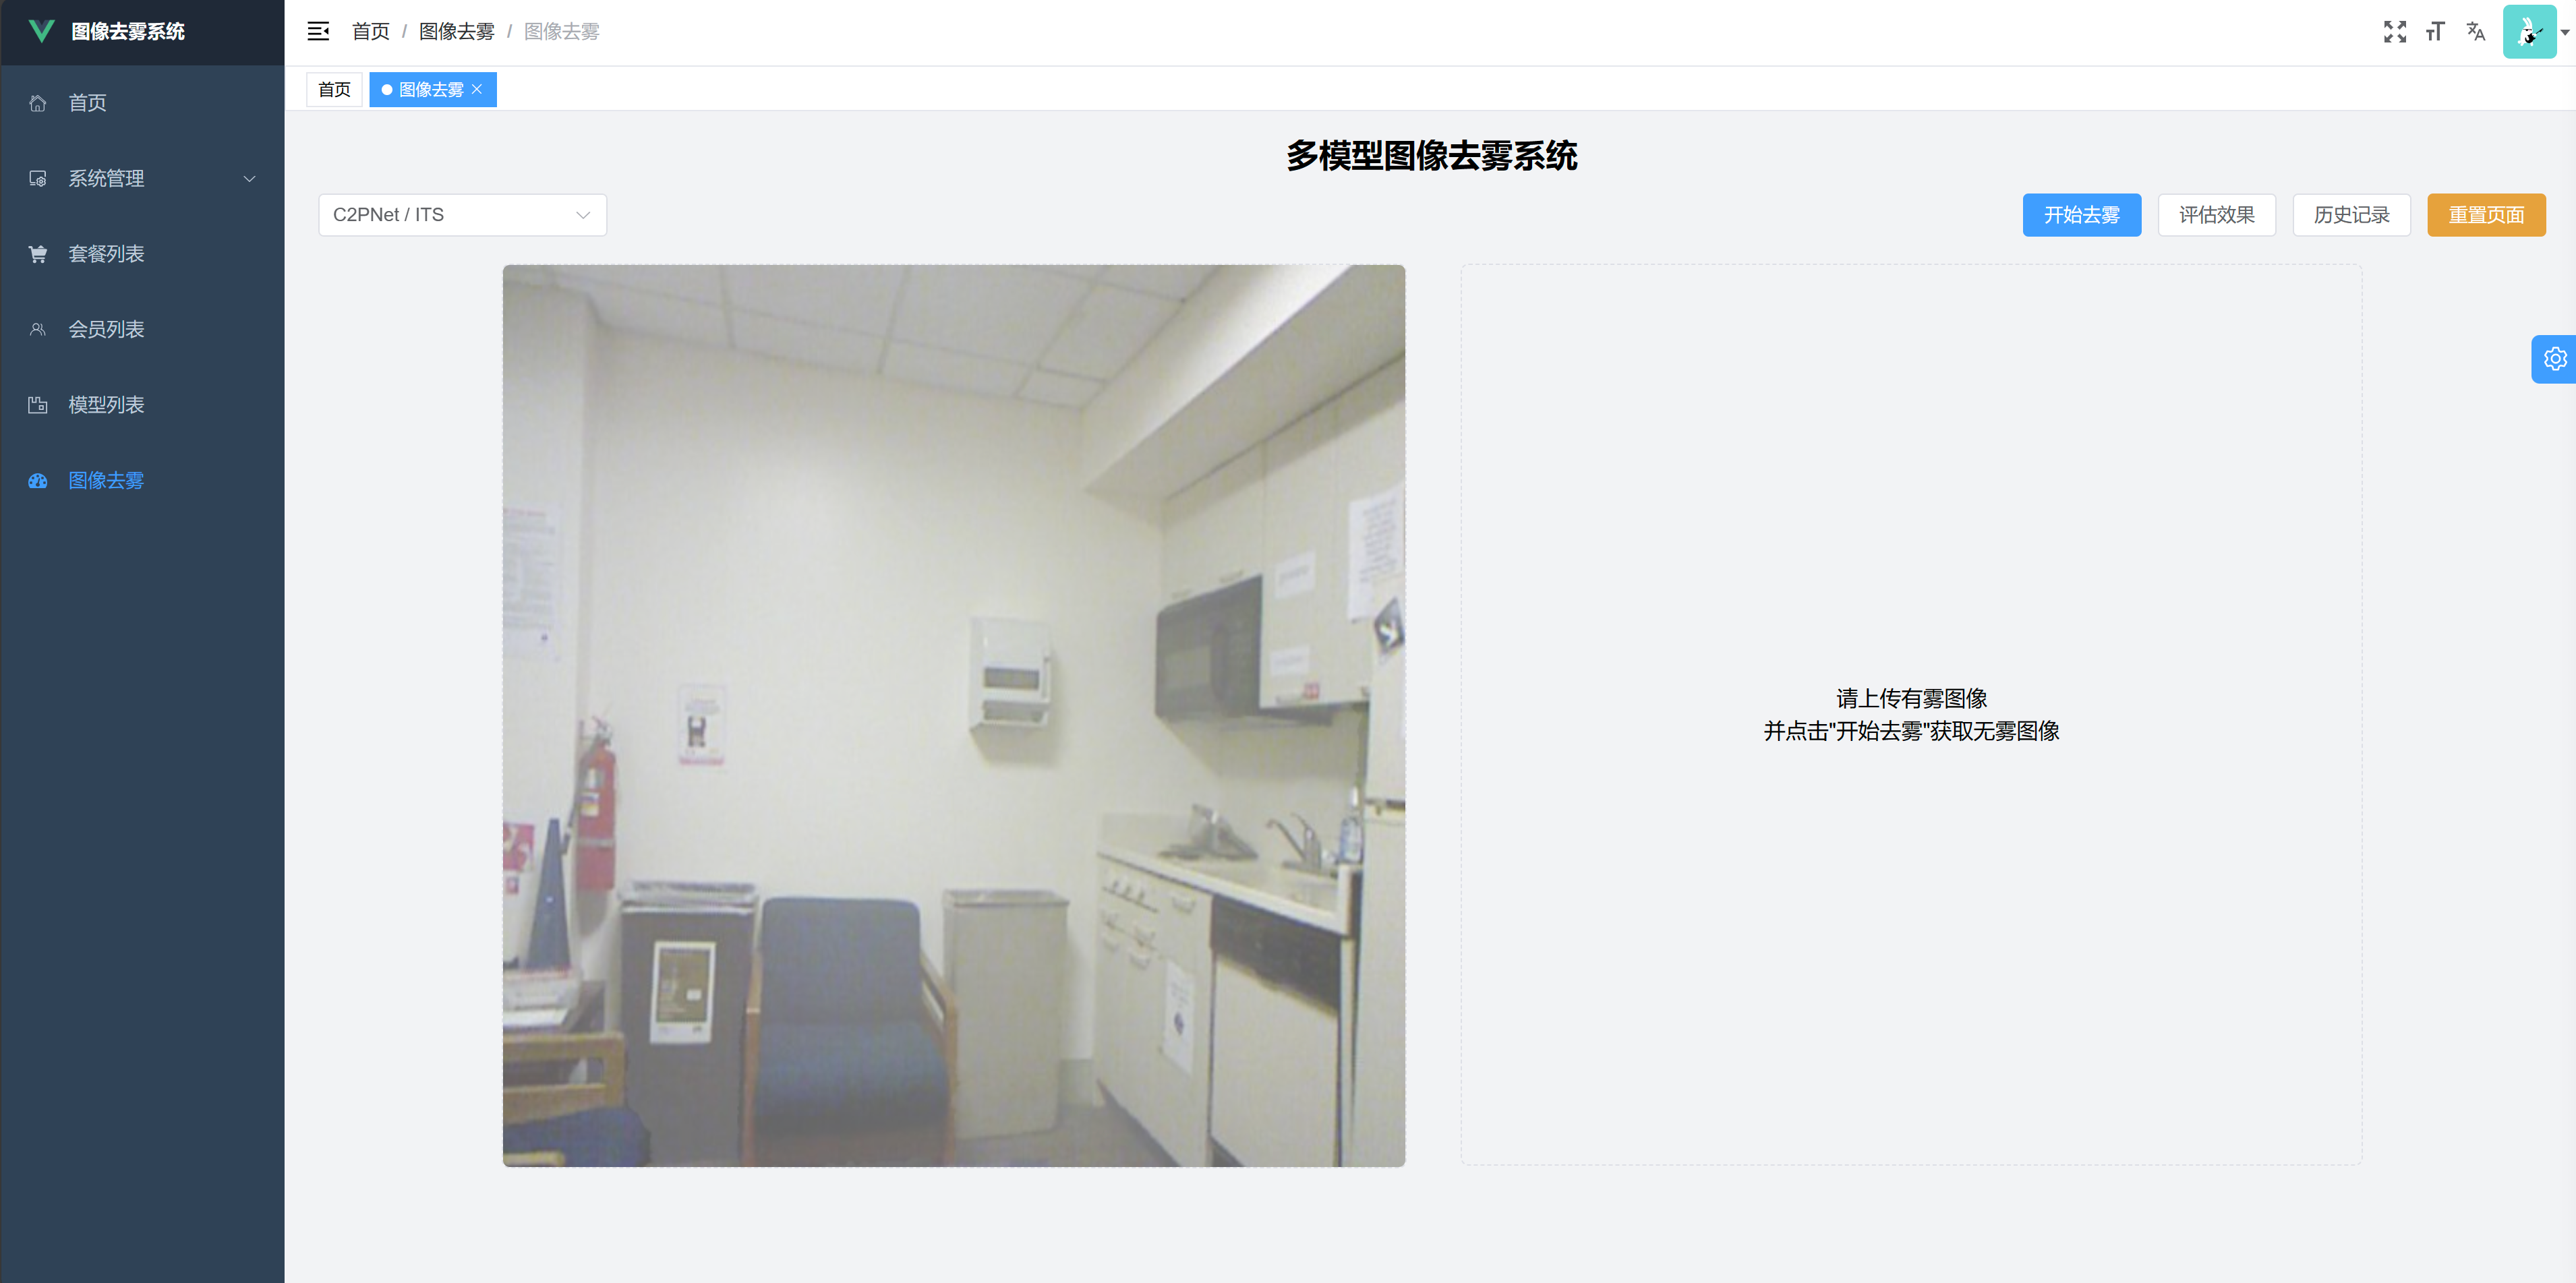 图像去雾系统
首页 / 图像去雾 / 图像去雾
首页
图像去雾
首页
系统管理
套餐列表
会员列表
模型列表
图像去雾
多模型图像去雾系统
C2PNet / ITS
开始去雾
评估效果
历史记录
重置页面
请上传有雾图像
并点击"开始去雾"获取无雾图像